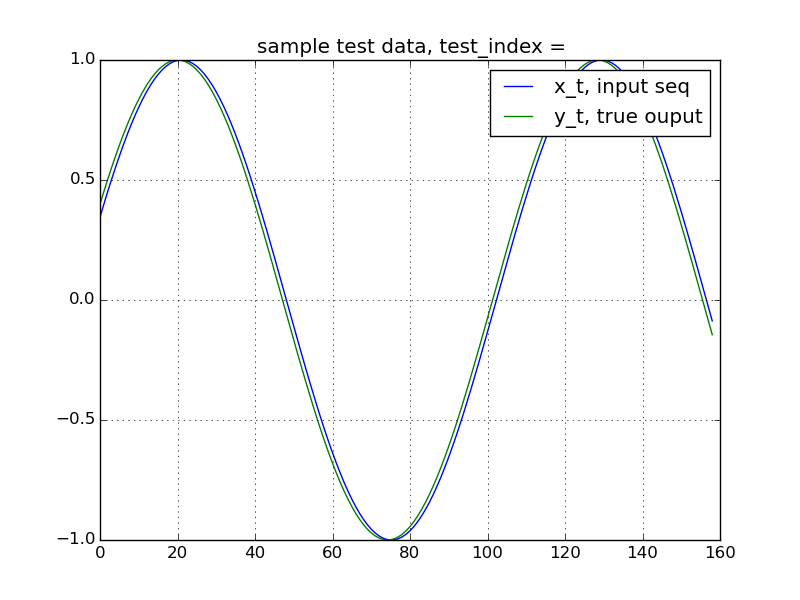 sample test data, test_index =
x_t, input seq
y_t, true ouput
1.0
0.5
0.0
−0.5
−1.0
0 20 40 60 80 100 120 140 160